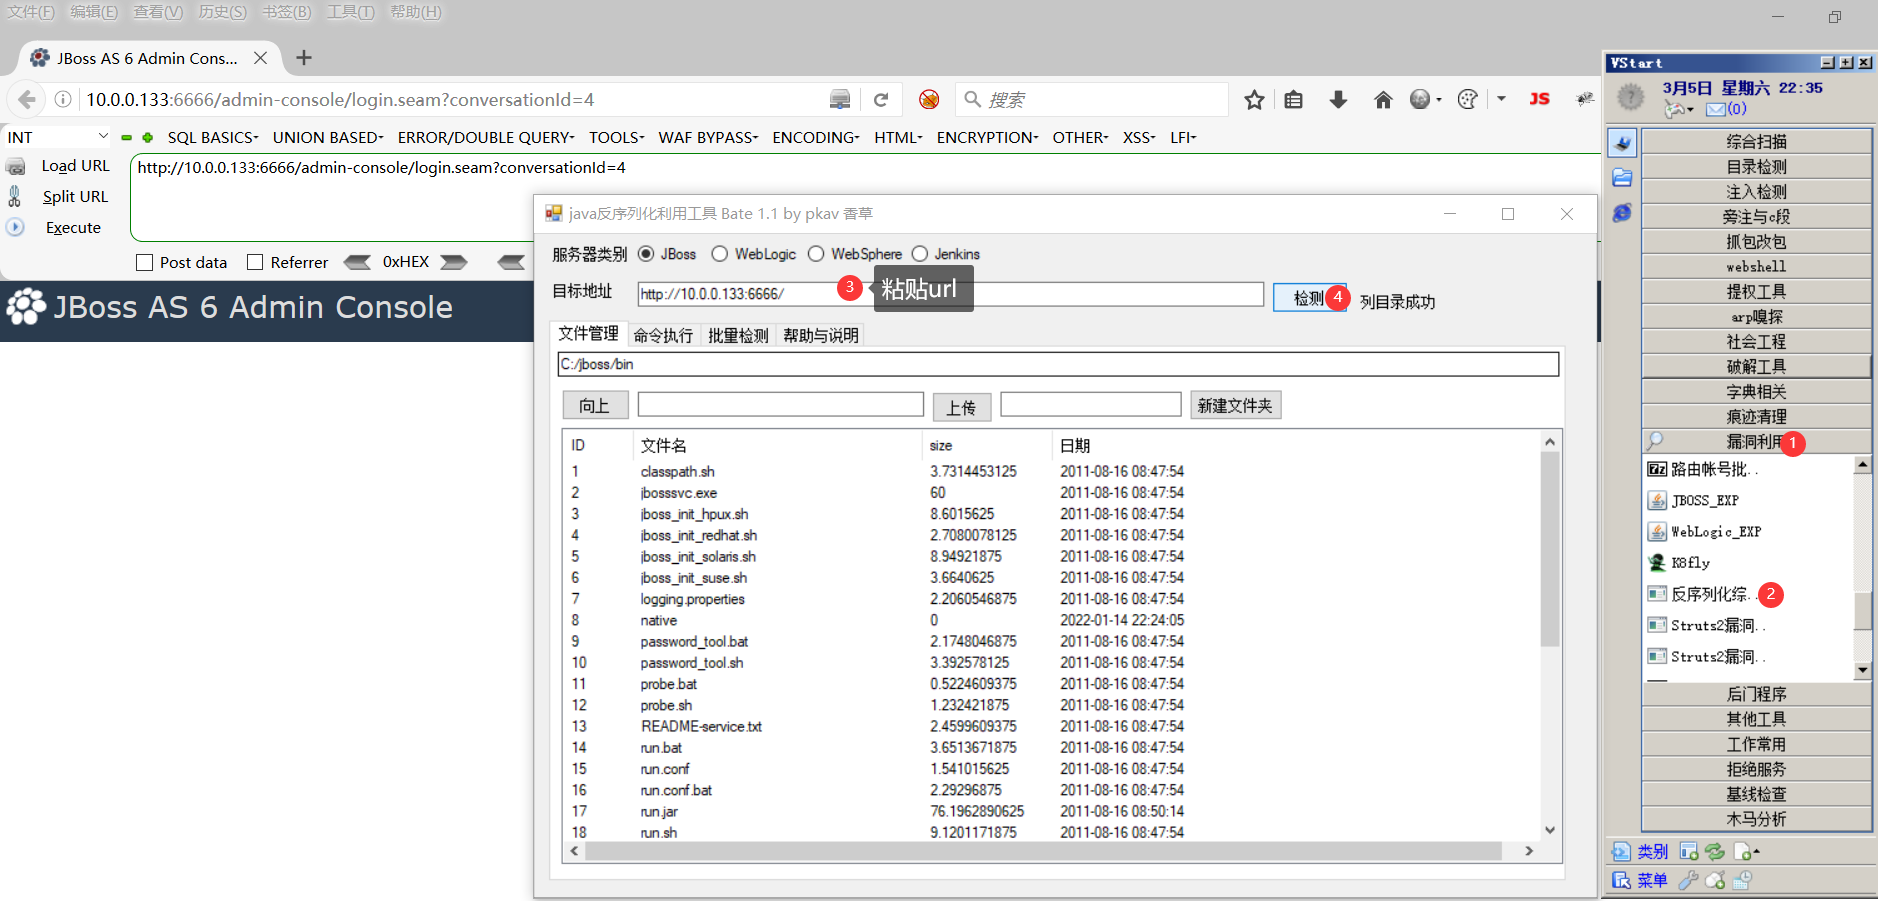 文件(F) 编辑(E) 查看(V) 历史(S) 书签(B) 工具(T) 帮助(H)
JBoss AS 6 Admin Cons...
10.0.0.133:6666/admin-console/login.seam?conversationId=4
搜索
JS
INT
SQL BASICS
UNION BASED
ERROR/DOUBLE QUERY
TOOLS
WAF BYPASS
ENCODING
HTML
ENCRYPTION
OTHER
XSS
LFI
Load URL
Split URL
Execute
http://10.0.0.133:6666/admin-console/login.seam?conversationId=4
Post data
Referrer
0xHEX
JBoss AS 6 Admin Console
java反序列化利用工具 Bate 1.1 by pkav 香草
服务器类别 JBoss WebLogic WebSphere Jenkins
目标地址 http://10.0.0.133:6666/
3 粘贴url
检测 4 列目录成功
文件管理 命令执行 批量检测 帮助与说明
C:/jboss/bin
向上 上传 新建文件夹
ID 文件名 size 日期
1 classpath.sh 3.7314453125 2011-08-16 08:47:54
2 jbosssvc.exe 60 2011-08-16 08:47:54
3 jboss_init_hpux.sh 8.6015625 2011-08-16 08:47:54
4 jboss_init_redhat.sh 2.7080078125 2011-08-16 08:47:54
5 jboss_init_solaris.sh 8.94921875 2011-08-16 08:47:54
6 jboss_init_suse.sh 3.6640625 2011-08-16 08:47:54
7 logging.properties 2.2060546875 2011-08-16 08:47:54
8 native 0 2022-01-14 22:24:05
9 password_tool.bat 2.1748046875 2011-08-16 08:47:54
10 password_tool.sh 3.392578125 2011-08-16 08:47:54
11 probe.bat 0.5224609375 2011-08-16 08:47:54
12 probe.sh 1.232421875 2011-08-16 08:47:54
13 README-service.txt 2.4599609375 2011-08-16 08:47:54
14 run.bat 3.6513671875 2011-08-16 08:47:54
15 run.conf 1.541015625 2011-08-16 08:47:54
16 run.conf.bat 2.29296875 2011-08-16 08:47:54
17 run.jar 76.1962890625 2011-08-16 08:50:14
18 run.sh 9.1201171875 2011-08-16 08:47:54
VStart
3月5日 星期六 22:35
(0)
综合扫描
目录检测
注入检测
旁注与c段
抓包改包
webshell
提权工具
arp嗅探
社会工程
破解工具
字典相关
痕迹清理
漏洞利用 1
路由帐号批..
JBOSS_EXP
WebLogic_EXP
K8fly
反序列化综.. 2
Struts2漏洞..
Struts2漏洞..
后门程序
其他工具
工作常用
拒绝服务
基线检查
木马分析
类别
菜单